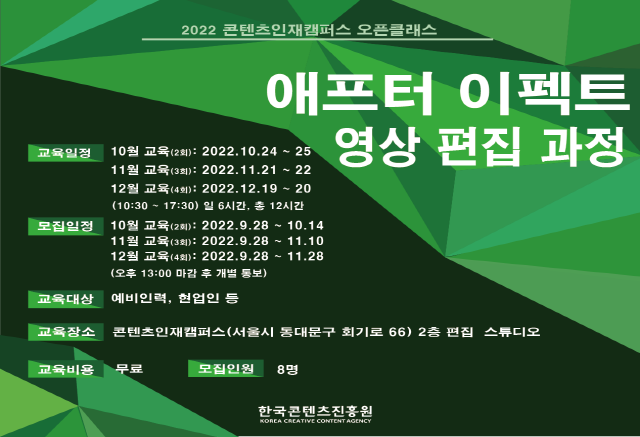 2022 콘텐츠인재캠퍼스 오픈클래스
애프터 이펙트
영상 편집 과정
교육일정 10월 교육(2회): 2022.10.24 ~ 25
11월 교육(3회): 2022.11.21 ~ 22
12월 교육(4회): 2022.12.19 ~ 20
(10:30 ~ 17:30) 일 6시간, 총 12시간
모집일정 10월 교육(2회): 2022.9.28 ~ 10.14
11월 교육(3회): 2022.9.28 ~ 11.10
12월 교육(4회): 2022.9.28 ~ 11.28
(오후 13:00 마감 후 개별 통보)
교육대상 예비인력, 현업인 등
교육장소 콘텐츠인재캠퍼스(서울시 동대문구 회기로 66) 2층 편집 스튜디오
교육비용 무료 모집인원 8명
한국콘텐츠진흥원
KOREA CREATIVE CONTENT AGENCY